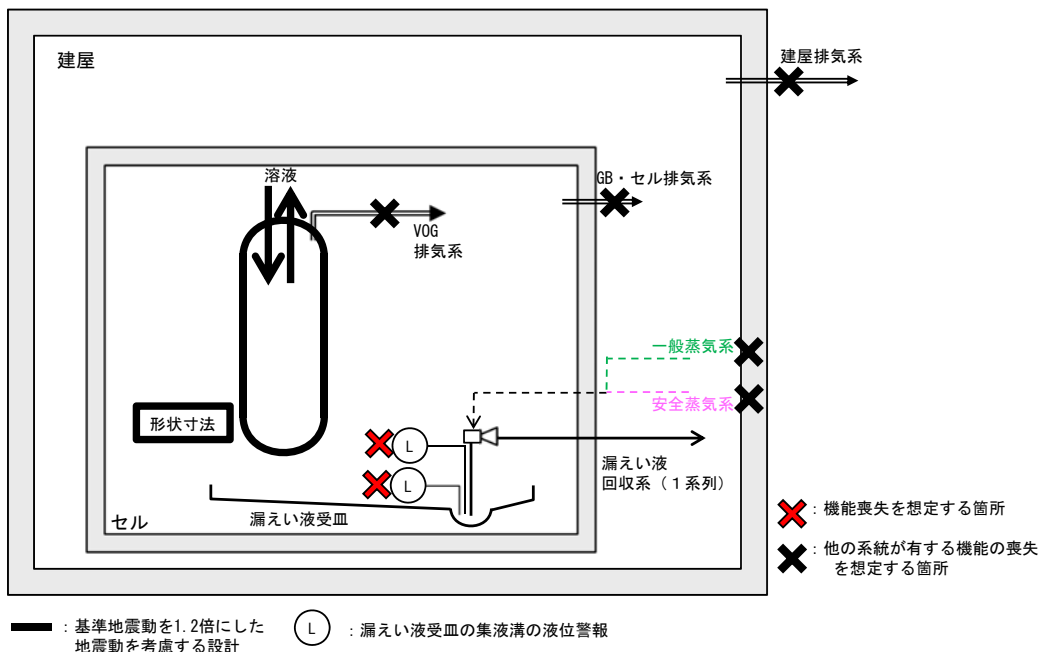 建屋
建屋排気系
溶液
GB・セル排気系
VOG
排気系
一般蒸気系
安全蒸気系
形状寸法
L
L
漏えい液
回収系(1系列)
漏えい液受皿
セル
:機能喪失を想定する箇所
:他の系統が有する機能の喪失
を想定する箇所
:基準地震動を1.2倍にした
地震動を考慮する設計
L
:漏えい液受皿の集液溝の液位警報